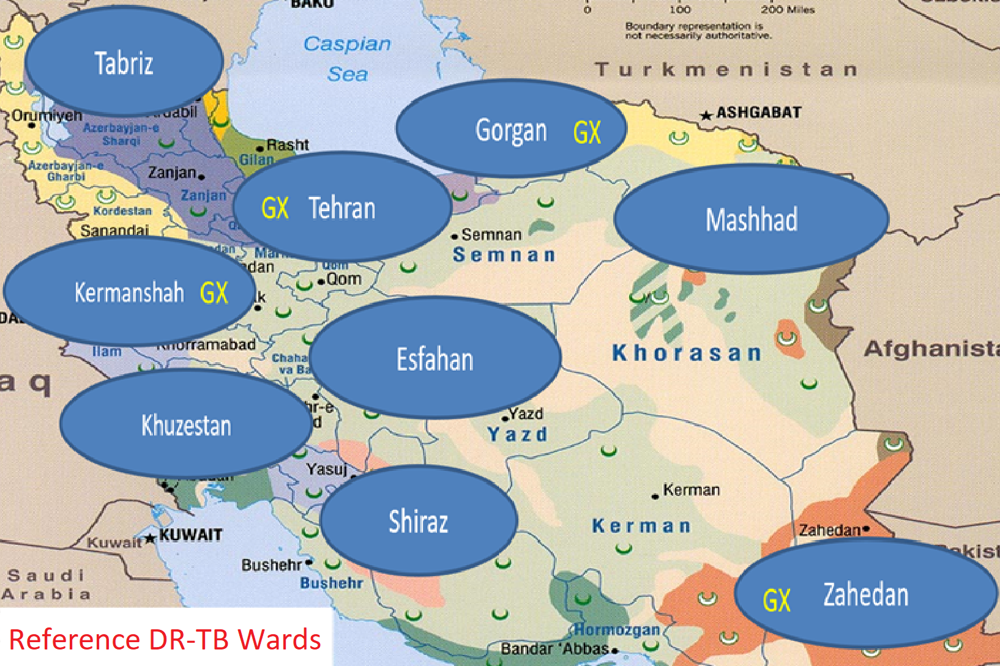 BAKU
0 100 200 Miles
Boundary representation is
not necessarily authoritative.
Caspian
Sea
Turkmenistan
ASHGABAT
Tabriz
Orumiyeh
Azerbayjan-e
Sharqi
Rasht
Gilan
Gorgan GX
Azerbayjan-e
Gharbi
Zanjan
Zanjan
GX Tehran
Mashhad
Kordestan
Sanandaj
Semnan
Semnan
Qom
Qom
Kermanshah GX
Khorramabad
Ilam
Esfahan
Khorasan
Khuzestan
Yazd
Yazd
Yasuj
Shiraz
Kerman
Kerman
Kuwait KUWAIT
Zahedan
Bushehr
Bushehr
Saudi
Arabia
GX Zahedan
Hormozgan
Bandar 'Abbas
Reference DR-TB Wards